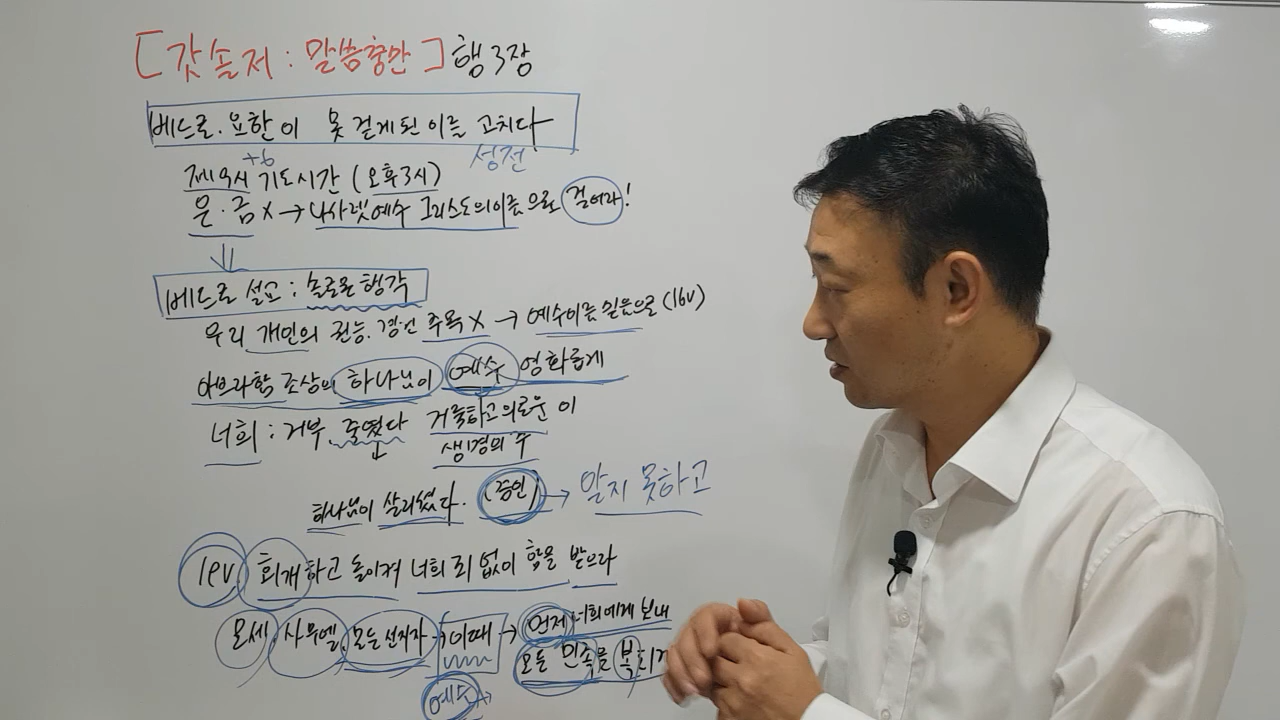 [갓솔저 : 말씀충만] 행 3장
베드로.요한이 못 걷게된 이를 고치다
+6 성전
제9시 기도시간 (오후3시)
은.금 X → 나사렛예수 그리스도의이름으로 걸어라!
베드로 설교 : 솔로몬 행각
우리 개인의 권능.경건 주목 X → 예수이름믿음으로(16v)
아브라함 조상의 하나님이 예수 영화롭게
너희 : 거부, 죽였다 거룩하고의로운 이
생명의 주
하나님이 살리셨다. (증인) → 알지 못하고
19v 회개하고 돌이켜 너희 죄 없이 함을 받으라
모세 사무엘, 모든선지자 → 이때 → 먼저 너희에게 보내
모든 민족을 복
예수